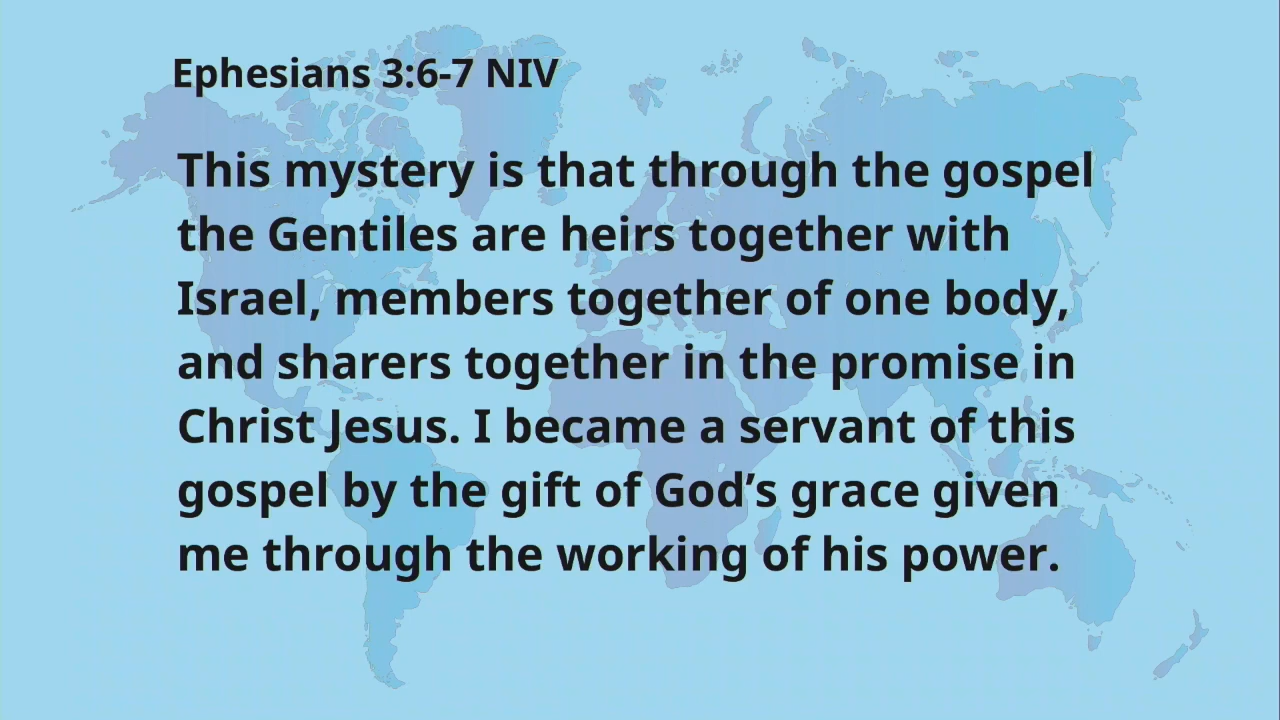 Ephesians 3:6-7 NIV
This mystery is that through the gospel
the Gentiles are heirs together with
Israel, members together of one body,
and sharers together in the promise in
Christ Jesus. I became a servant of this
gospel by the gift of God’s grace given
me through the working of his power.